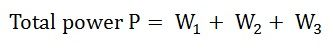 Total power P = W₁ + W₂ + W₃